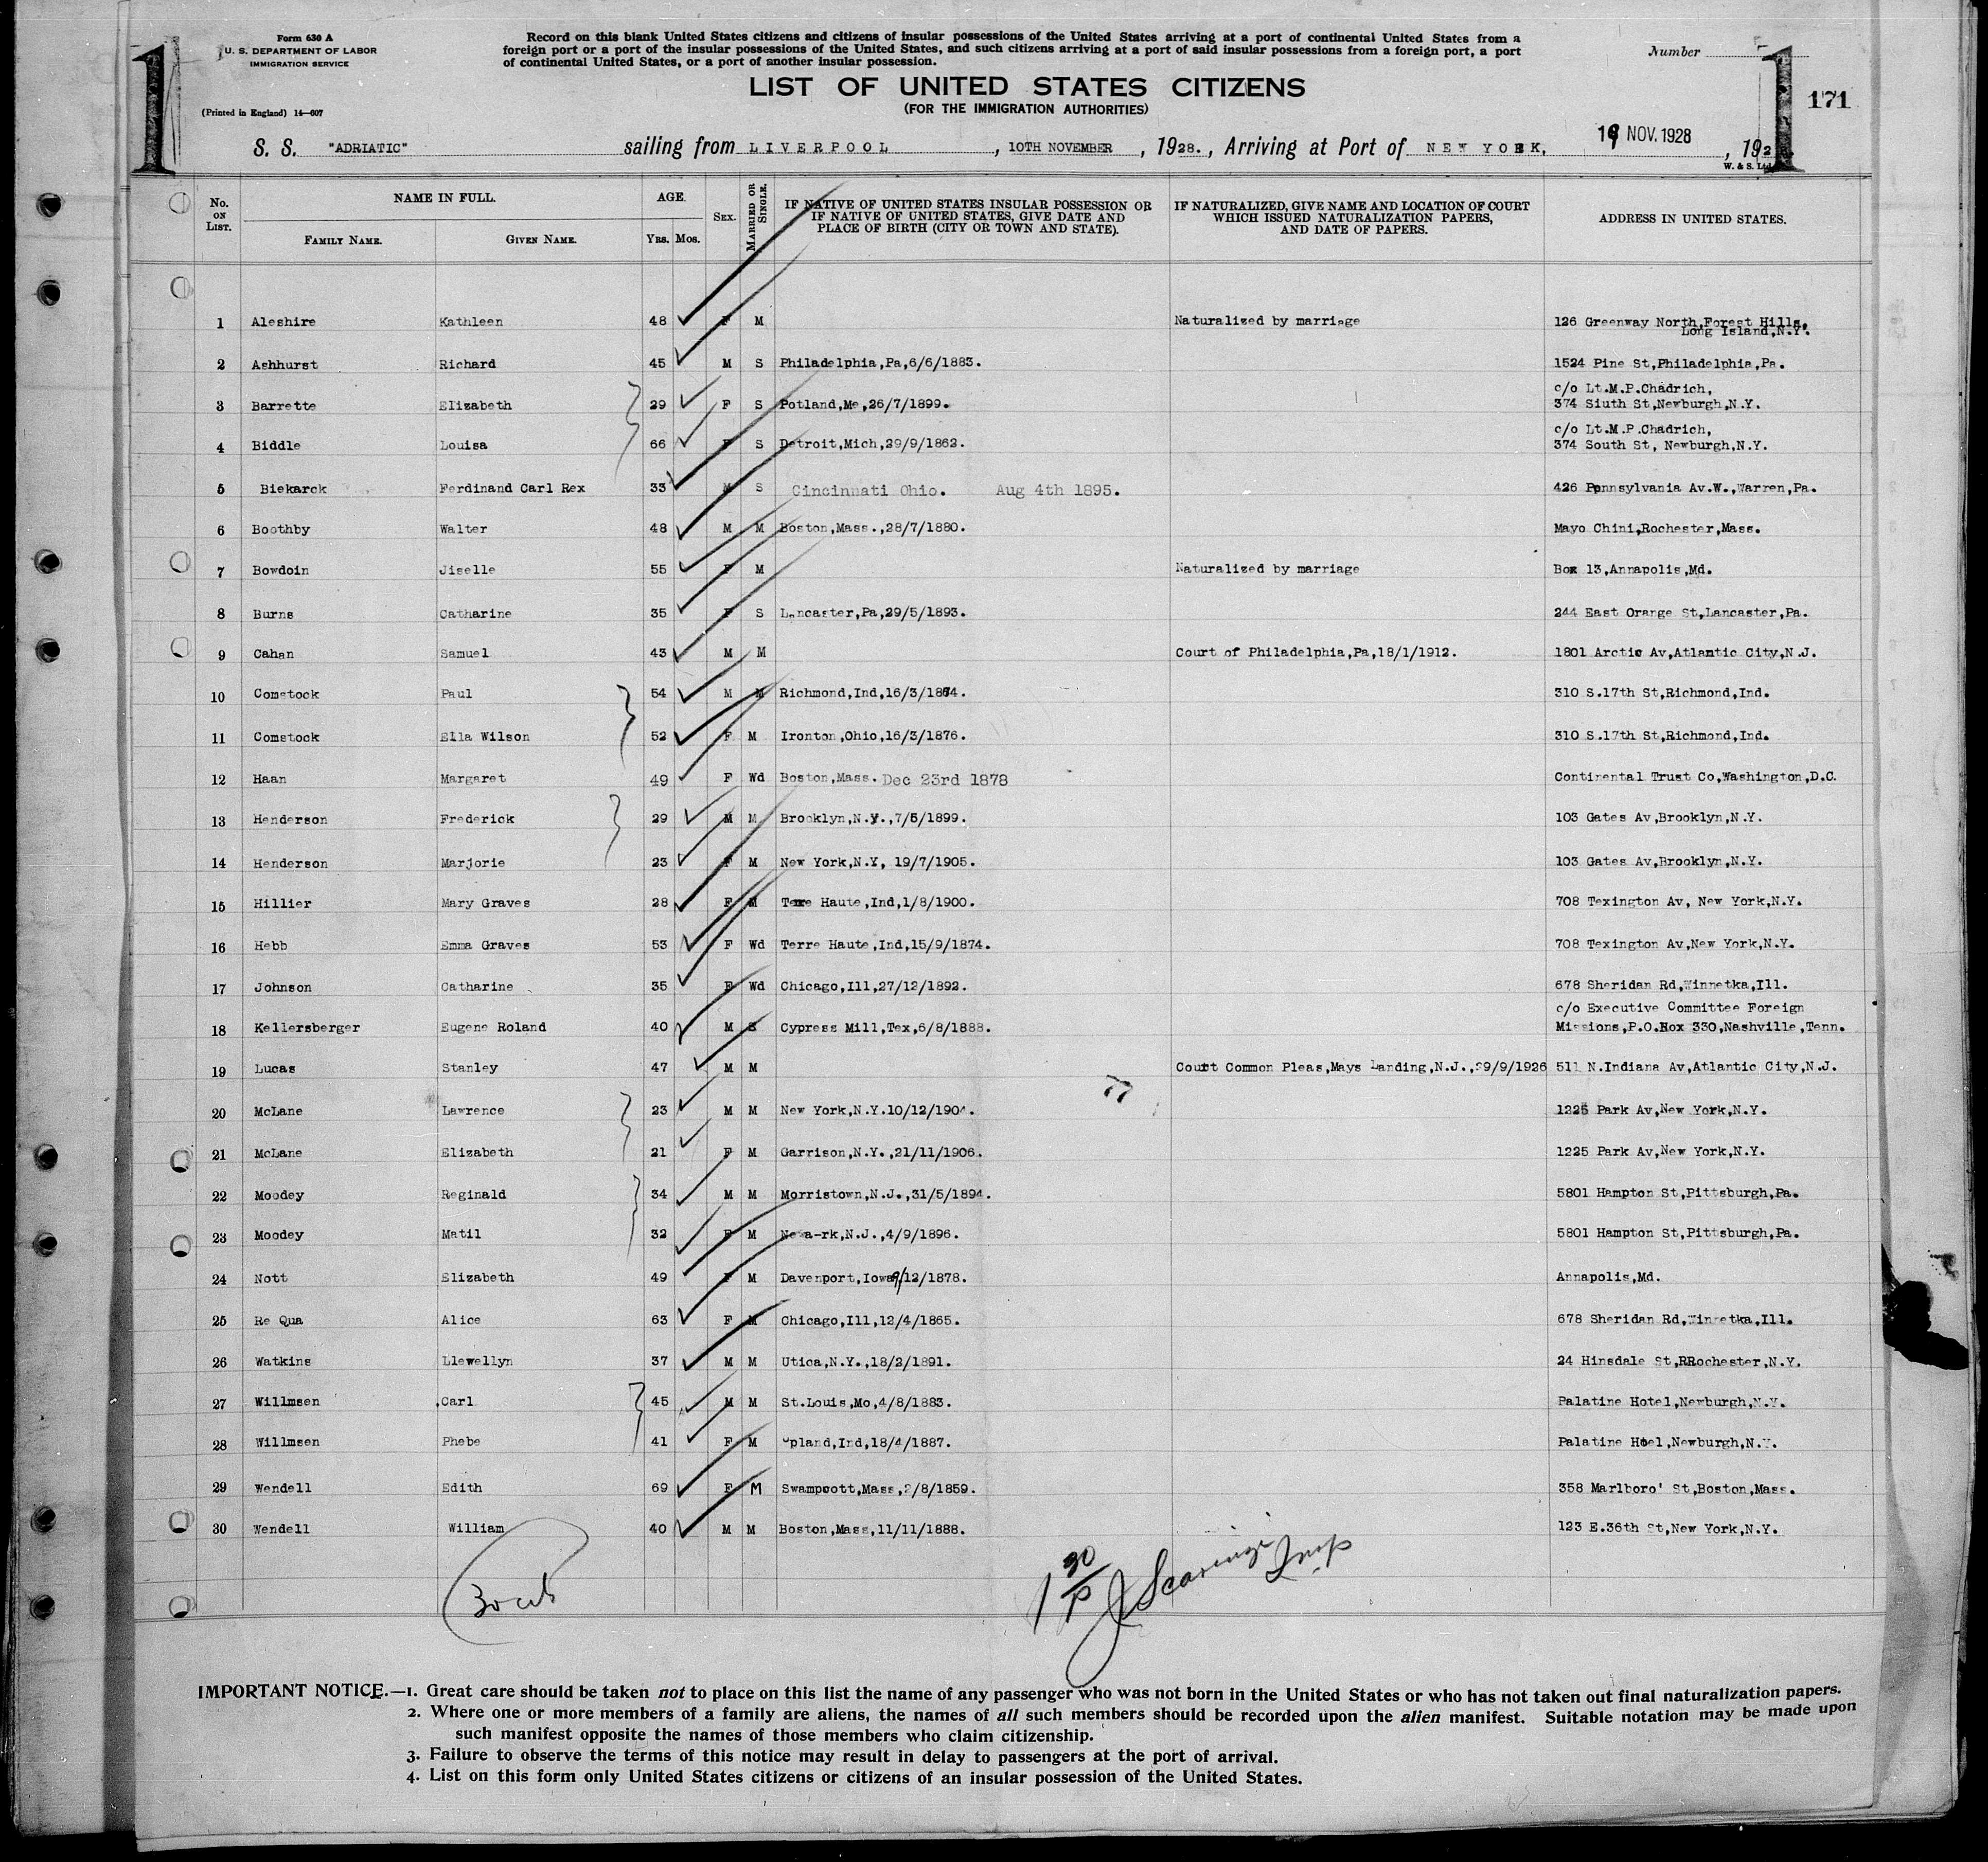 Form 630 A
U. S. DEPARTMENT OF LABOR
IMMIGRATION SERVICE
(Printed in England) 14—607
Record on this blank United States citizens and citizens of insular possessions of the United States arriving at a port of continental United States from a
foreign port or a port of the insular possessions of the United States, and such citizens arriving at a port of said insular possessions from a foreign port, a port
of continental United States, or a port of another insular possession.
Number
1
1
171
LIST OF UNITED STATES CITIZENS
(FOR THE IMMIGRATION AUTHORITIES)
S. S. "ADRIATIC" sailing from LIVERPOOL, 10TH NOVEMBER, 1928., Arriving at Port of NEW YORK, 19 NOV. 1928, 192
W. & S. Ltd.
No. ON LIST. NAME IN FULL. FAMILY NAME. GIVEN NAME. AGE. YRS. MOS. SEX. MARRIED OR SINGLE. IF NATIVE OF UNITED STATES INSULAR POSSESSION OR IF NATIVE OF UNITED STATES, GIVE DATE AND PLACE OF BIRTH (CITY OR TOWN AND STATE). IF NATURALIZED, GIVE NAME AND LOCATION OF COURT WHICH ISSUED NATURALIZATION PAPERS, AND DATE OF PAPERS. ADDRESS IN UNITED STATES.
1 Aleshire Kathleen 48 F M Naturalized by marriage 126 Greenway North,Forest Hills,
Long Island,N.Y.
2 Ashhurst Richard 45 M S Philadelphia,Pa,6/6/1883. 1524 Pine St,Philadelphia,Pa.
c/o Lt.M.P.Chadrich,
3 Barrette Elizabeth 29 F S Potland,Me,26/7/1899. 374 Siuth St,Newburgh,N.Y.
c/o Lt.M.P.Chadrich,
4 Biddle Louisa 66 F S Detroit,Mich,29/9/1862. 374 South St, Newburgh,N.Y.
5 Biekarck Ferdinand Carl Rex 33 M S Cincinnati Ohio. Aug 4th 1895. 426 Pennsylvania Av.W.,Warren,Pa.
6 Boothby Walter 48 M M Boston,Mass.,28/7/1880. Mayo Chini,Rochester,Mass.
7 Bowdoin Jiselle 55 F M Naturalized by marriage Box 13,Annapolis,Md.
8 Burns Catharine 35 F S Lancaster,Pa,29/5/1893. 244 East Orange St,Lancaster,Pa.
9 Cahan Samuel 43 M M Court of Philadelphia,Pa,18/1/1912. 1801 Arctic Av,Atlantic City,N.J.
10 Comstock Paul 54 M M Richmond,Ind,16/3/1874. 310 S.17th St,Richmond,Ind.
11 Comstock Ella Wilson 52 F M Ironton,Ohio,16/3/1876. 310 S.17th St,Richmond,Ind.
12 Haan Margaret 49 F Wd Boston,Mass. Dec 23rd 1878 Continental Trust Co,Washington,D.C.
13 Henderson Frederick 29 M M Brooklyn,N.Y.,7/5/1899. 103 Gates Av,Brooklyn,N.Y.
14 Henderson Marjorie 23 F M New York,N.Y, 19/7/1905. 103 Gates Av,Brooklyn,N.Y.
15 Hillier Mary Graves 28 F M Terre Haute,Ind,1/8/1900. 708 Texington Av, New York,N.Y.
16 Hebb Emma Graves 53 F Wd Terre Haute,Ind,15/9/1874. 708 Texington Av,New York,N.Y.
17 Johnson Catharine 35 F Wd Chicago,Ill,27/12/1892. 678 Sheridan Rd,Winnetka,Ill.
c/o Executive Committee Foreign
18 Kellersberger Eugene Roland 40 M S Cypress Mill,Tex,6/8/1888. Missions,P.O.Box 330,Nashville,Tenn.
19 Lucas Stanley 47 M M Court Common Pleas,Mays Landing,N.J.,29/9/1926 511 N.Indiana Av,Atlantic City,N.J.
20 McLane Lawrence 23 M M New York,N.Y.10/12/1904. 1225 Park Av,New York,N.Y.
21 McLane Elizabeth 21 F M Garrison,N.Y.,21/11/1906. 1225 Park Av,New York,N.Y.
22 Moodey Reginald 34 M M Morristown,N.J.,31/5/1894. 5801 Hampton St,Pittsburgh,Pa.
23 Moodey Matil 32 F M Newa-rk,N.J.,4/9/1896. 5801 Hampton St,Pittsburgh,Pa.
24 Nott Elizabeth 49 F M Davenport,Iowa 9/12/1878. Annapolis,Md.
25 Re Qua Alice 63 F M Chicago,Ill,12/4/1865. 678 Sheridan Rd,Winnetka,Ill.
26 Watkins Llewellyn 37 M M Utica,N.Y.,18/2/1891. 24 Hinsdale St,RRochester,N.Y.
27 Willmsen Carl 45 M M St.Louis,Mo,4/8/1883. Palatine Hotel,Newburgh,N.Y.
28 Willmsen Phebe 41 F M Upland,Ind,18/4/1887. Palatine Htoel,Newburgh,N.Y.
29 Wendell Edith 69 F M Swampcott,Mass,2/8/1859. 358 Marlboro' St,Boston,Mass.
30 Wendell William 40 M M Boston,Mass,11/11/1888. 123 E.36th St,New York,N.Y.
1 30/P
IMPORTANT NOTICE.—1. Great care should be taken not to place on this list the name of any passenger who was not born in the United States or who has not taken out final naturalization papers.
2. Where one or more members of a family are aliens, the names of all such members should be recorded upon the alien manifest. Suitable notation may be made upon
such manifest opposite the names of those members who claim citizenship.
3. Failure to observe the terms of this notice may result in delay to passengers at the port of arrival.
4. List on this form only United States citizens or citizens of an insular possession of the United States.